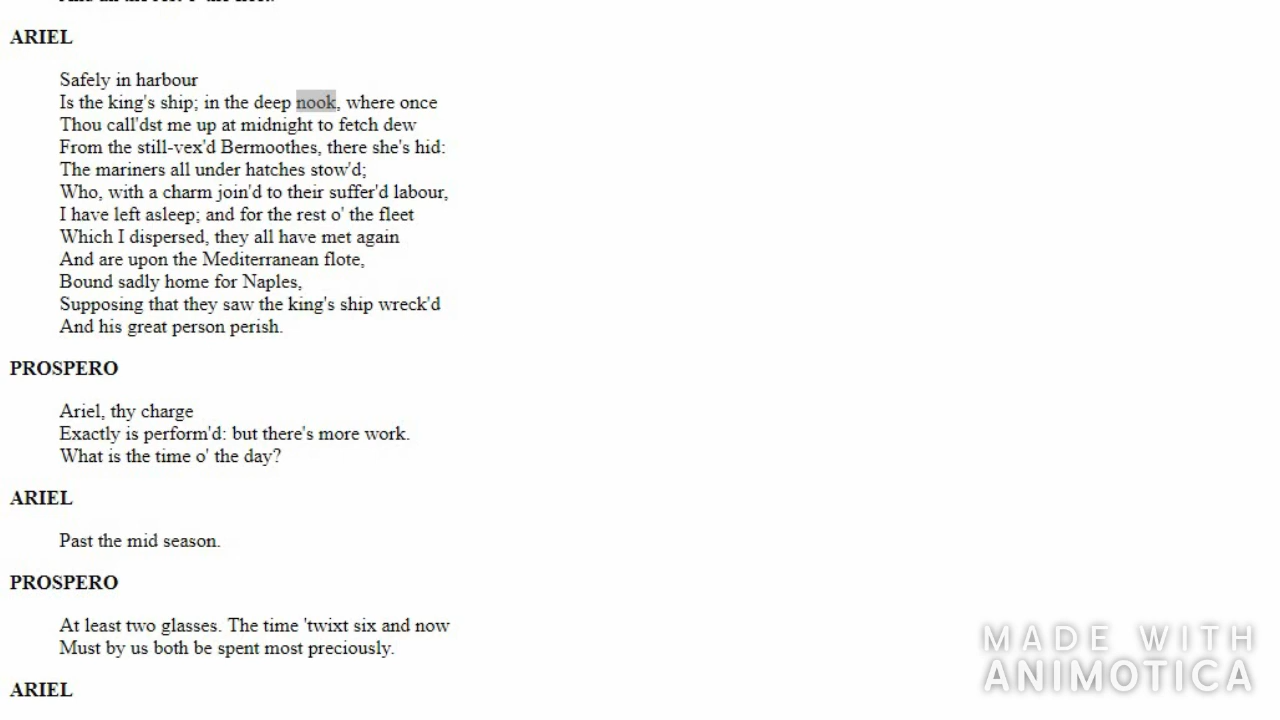 ARIEL
Safely in harbour
Is the king's ship; in the deep nook, where once
Thou call'dst me up at midnight to fetch dew
From the still-vex'd Bermoothes, there she's hid:
The mariners all under hatches stow'd;
Who, with a charm join'd to their suffer'd labour,
I have left asleep; and for the rest o' the fleet
Which I dispersed, they all have met again
And are upon the Mediterranean flote,
Bound sadly home for Naples,
Supposing that they saw the king's ship wreck'd
And his great person perish.
PROSPERO
Ariel, thy charge
Exactly is perform'd: but there's more work.
What is the time o' the day?
ARIEL
Past the mid season.
PROSPERO
At least two glasses. The time 'twixt six and now
Must by us both be spent most preciously.
ARIEL
MADE WITH
ANIMOTICA